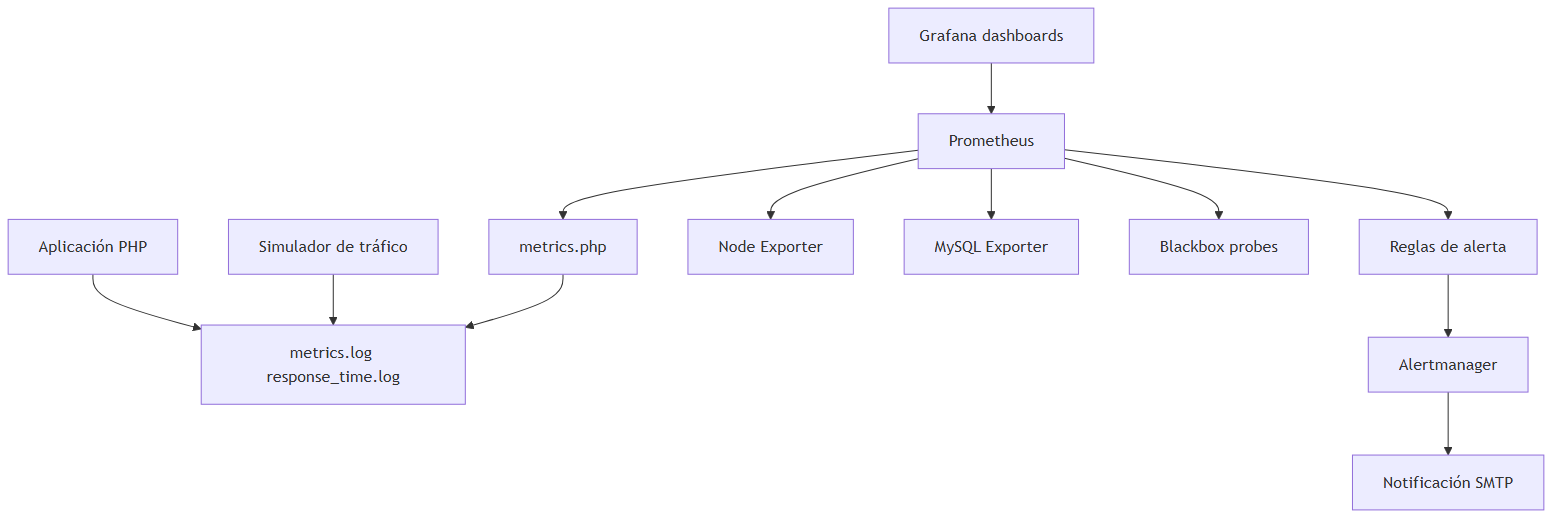 Grafana dashboards
Prometheus
Aplicación PHP
Simulador de tráfico
metrics.php
Node Exporter
MySQL Exporter
Blackbox probes
Reglas de alerta
metrics.log
response_time.log
Alertmanager
Notificación SMTP